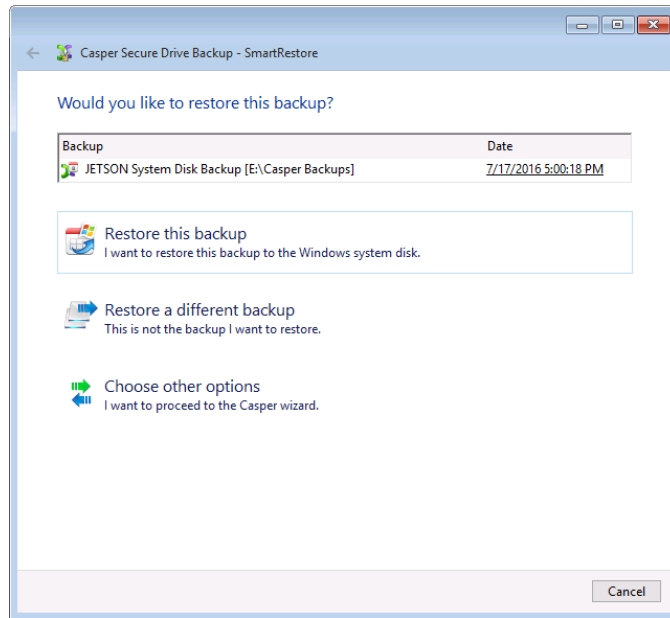 Casper Secure Drive Backup - SmartRestore
Would you like to restore this backup?
Backup Date
JETSON System Disk Backup [E:\Casper Backups] 7/17/2016 5:00:18 PM
Restore this backup
I want to restore this backup to the Windows system disk.
Restore a different backup
This is not the backup I want to restore.
Choose other options
I want to proceed to the Casper wizard.
Cancel